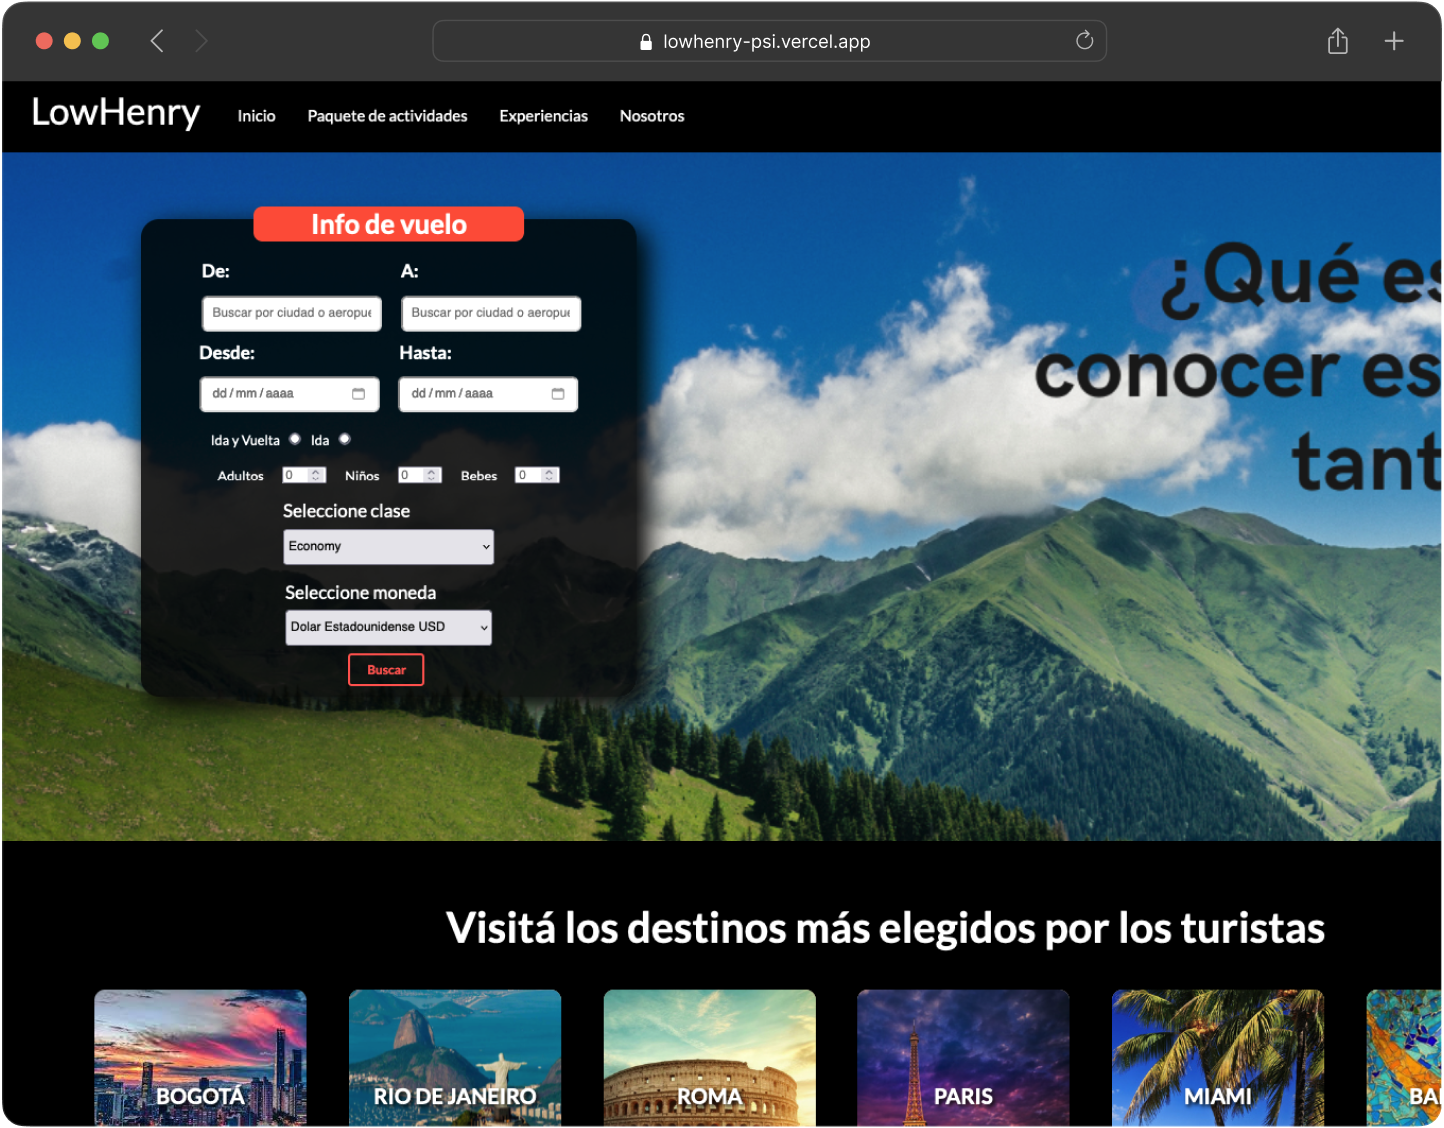 lowhenry-psi.vercel.app
LowHenry Inicio Paquete de actividades Experiencias Nosotros
Info de vuelo
De: A:
Buscar por ciudad o aeropue Buscar por ciudad o aeropue
Desde: Hasta:
dd/mm/aaaa dd/mm/aaaa
Ida y Vuelta Ida
Adultos 0 Niños 0 Bebes 0
Seleccione clase
Economy
Seleccione moneda
Dolar Estadounidense USD
Buscar
¿Qué es
conocer es
tant
Visitá los destinos más elegidos por los turistas
BOGOTÁ RIO DE JANEIRO ROMA PARIS MIAMI BA